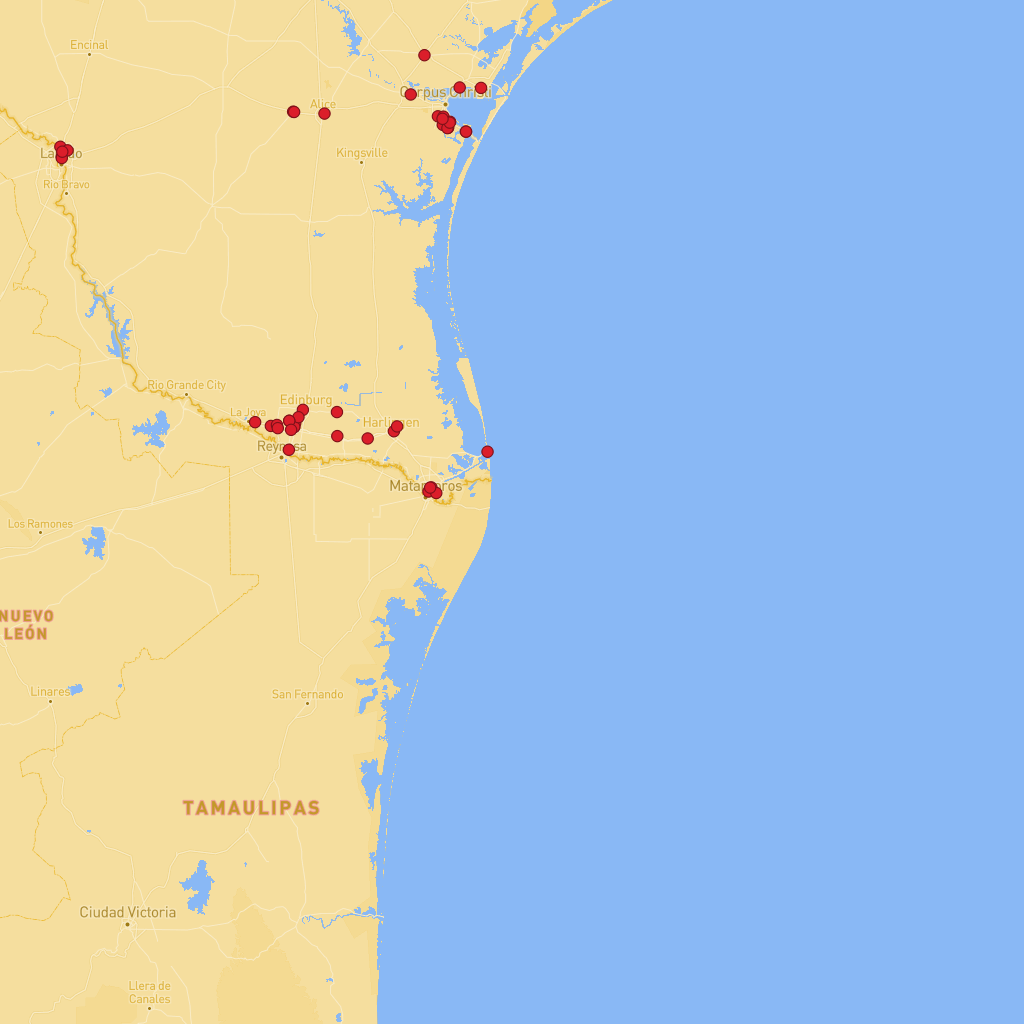 Encinal
Corpus Christi
Alice
Kingsville
Laredo
Rio Bravo
Rio Grande City
Edinburg
La Joya
Harlingen
Reynosa
Matamoros
Los Ramones
NUEVO
LEÓN
Linares
San Fernando
TAMAULIPAS
Ciudad Victoria
Llera de
Canales